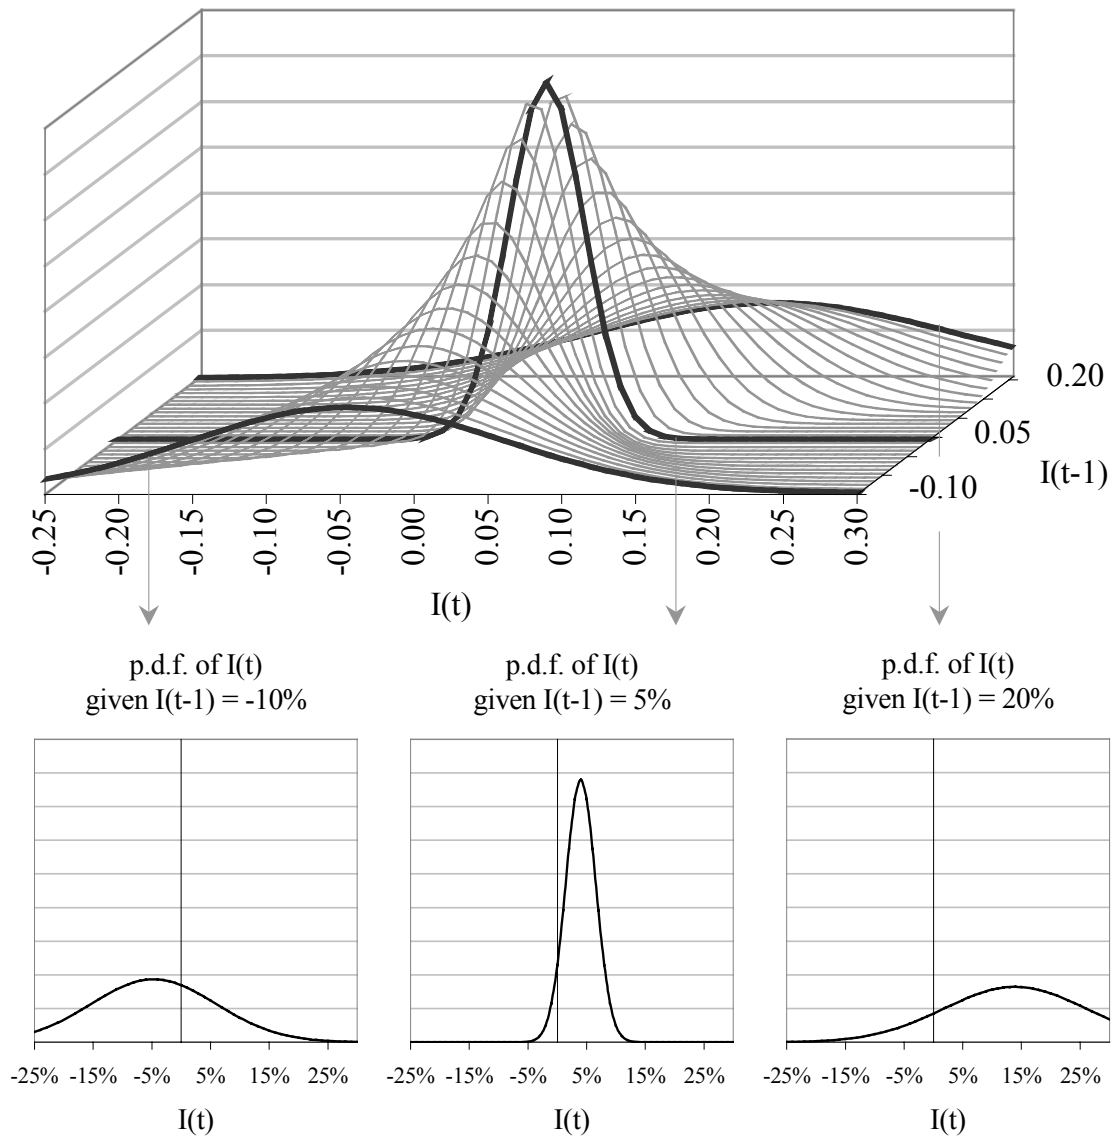 0.20
0.05
-0.10
I(t-1)
-0.25
-0.20
-0.15
-0.10
-0.05
0.00
0.05
0.10
0.15
0.20
0.25
0.30
I(t)
p.d.f. of I(t)
given I(t-1) = -10%
p.d.f. of I(t)
given I(t-1) = 5%
p.d.f. of I(t)
given I(t-1) = 20%
-25% -15% -5% 5% 15% 25%
I(t)
-25% -15% -5% 5% 15% 25%
I(t)
-25% -15% -5% 5% 15% 25%
I(t)